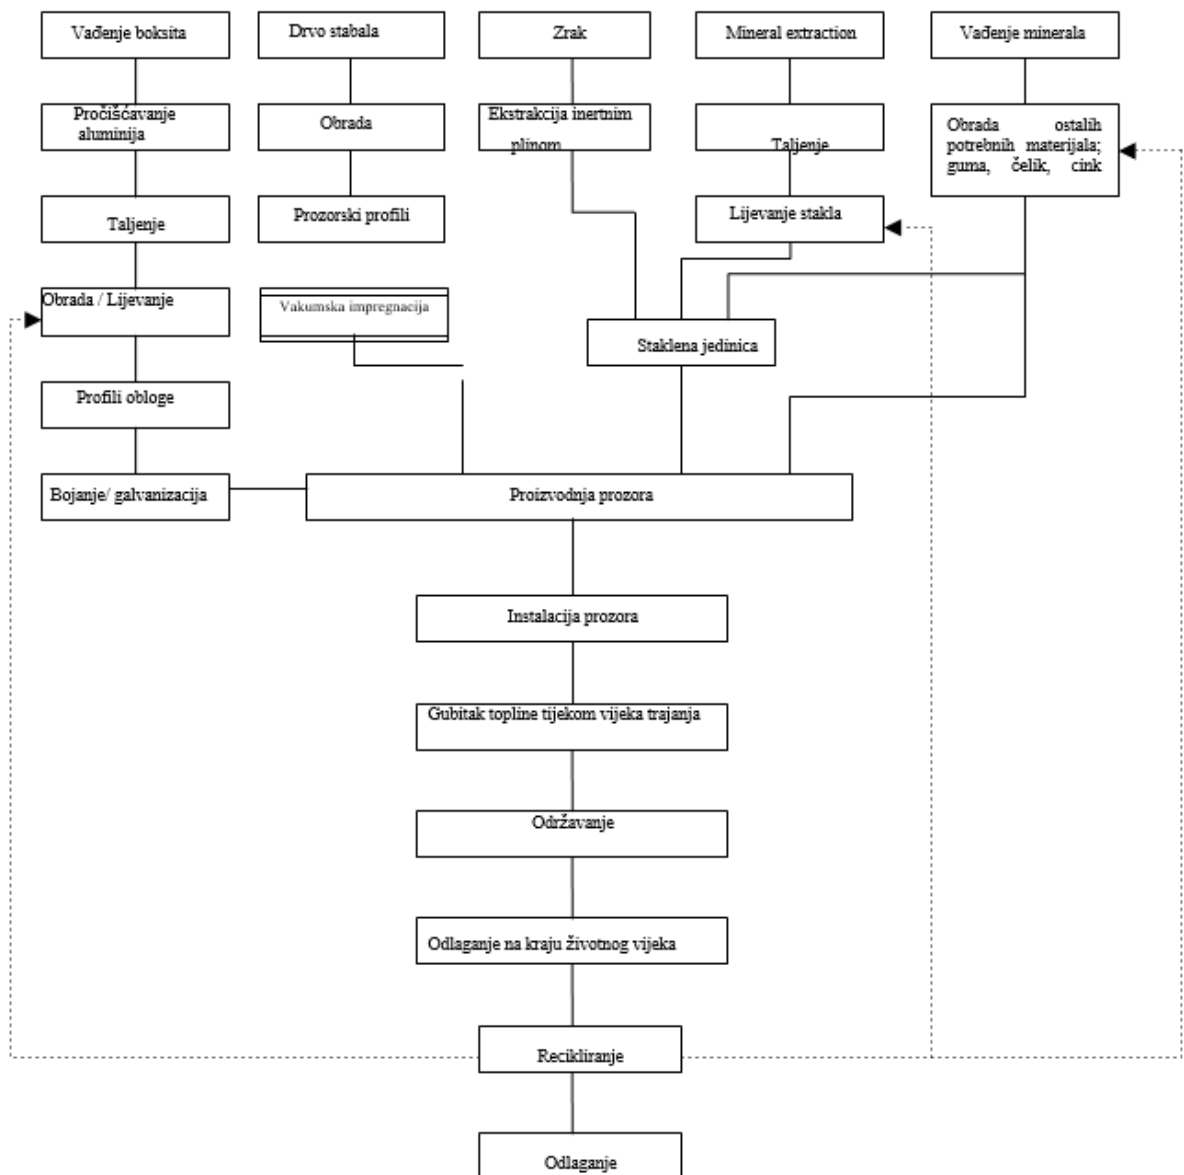 Vađenje boksita
Drvo stabala
Zrak
Mineral extraction
Vađenje minerala
Pročišćavanje
aluminija
Obrada
Ekstrakcija inertnim
plinom
Taljenje
Obrada ostalih
potrebnih materijala;
guma, čelik, cink
Taljenje
Prozorski profili
Lijevanje stakla
Obrada / Lijevanje
Vakumska impregnacija
Staklena jedinica
Profili obloge
Bojanje/ galvanizacija
Proizvodnja prozora
Instalacija prozora
Gubitak topline tijekom vijeka trajanja
Održavanje
Odlaganje na kraju životnog vijeka
Recikliranje
Odlaganje